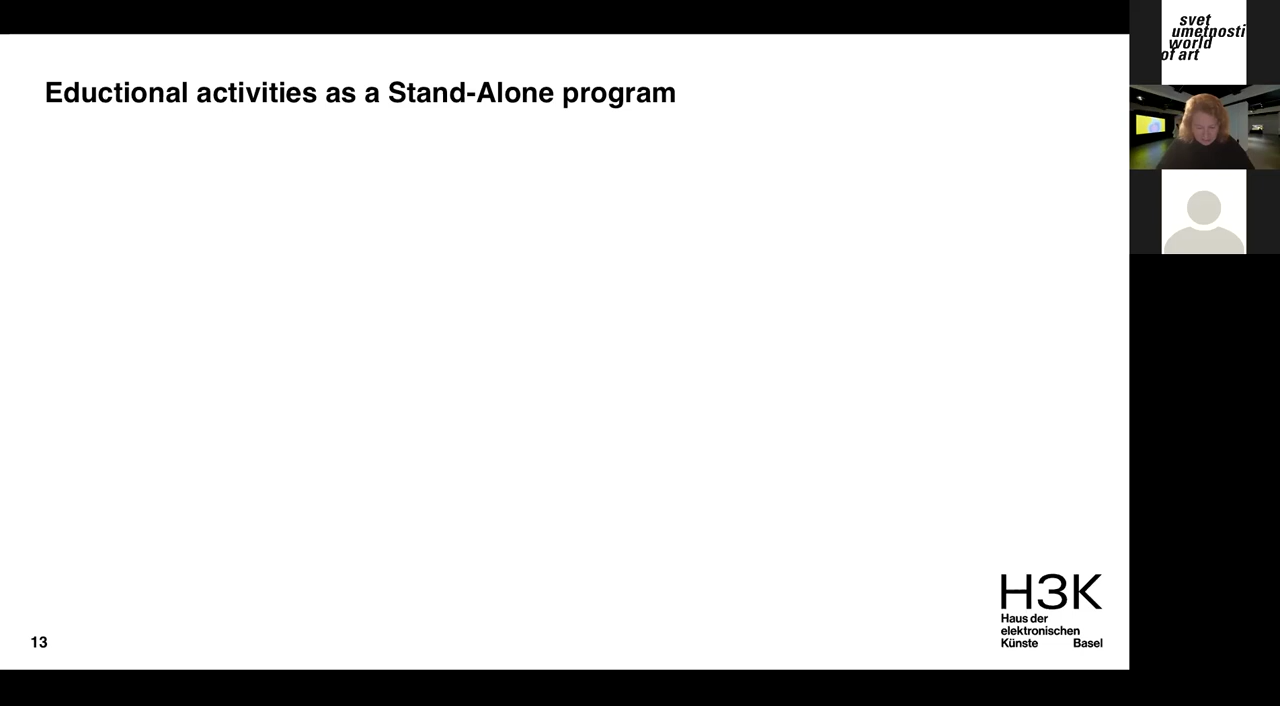 Eductional activities as a Stand-Alone program
svet
umetnosti
world
of art
H3K
Haus der
elektronischen
Künste Basel
13